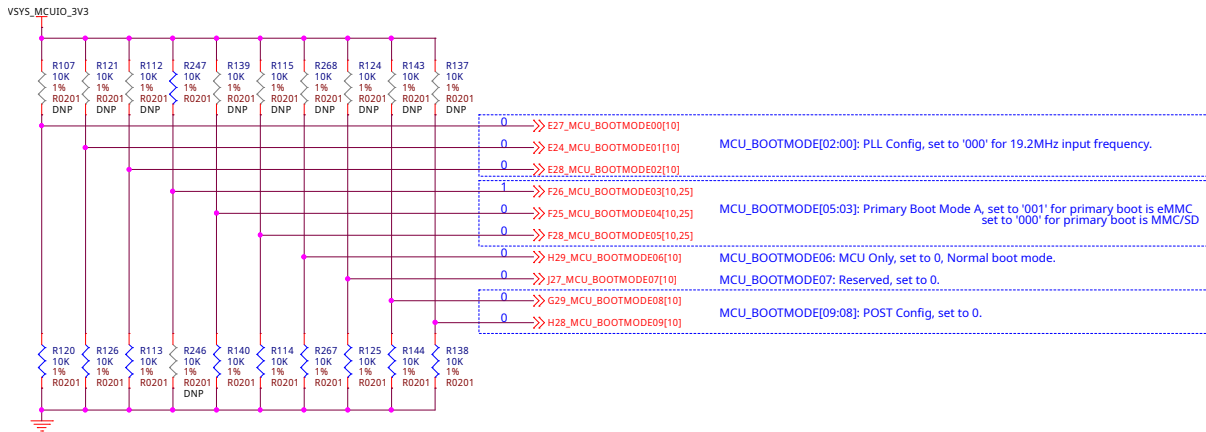 VSYS_MCUIO_3V3
R107 R121 R112 R247 R139 R115 R268 R124 R143 R137
10K 10K 10K 10K 10K 10K 10K 10K 10K 10K
1% 1% 1% 1% 1% 1% 1% 1% 1% 1%
R0201 R0201 R0201 R0201 R0201 R0201 R0201 R0201 R0201 R0201
DNP DNP DNP DNP DNP DNP DNP DNP DNP
0 E27_MCU_BOOTMODE00[10]
0 E24_MCU_BOOTMODE01[10] MCU_BOOTMODE[02:00]: PLL Config, set to '000' for 19.2MHz input frequency.
0 E28_MCU_BOOTMODE02[10]
1 F26_MCU_BOOTMODE03[10,25]
0 F25_MCU_BOOTMODE04[10,25] MCU_BOOTMODE[05:03]: Primary Boot Mode A, set to '001' for primary boot is eMMC
set to '000' for primary boot is MMC/SD
0 F28_MCU_BOOTMODE05[10,25]
0 H29_MCU_BOOTMODE06[10] MCU_BOOTMODE06: MCU Only, set to 0, Normal boot mode.
0 J27_MCU_BOOTMODE07[10] MCU_BOOTMODE07: Reserved, set to 0.
0 G29_MCU_BOOTMODE08[10]
MCU_BOOTMODE[09:08]: POST Config, set to 0.
0 H28_MCU_BOOTMODE09[10]
R120 R126 R113 R246 R140 R114 R267 R125 R144 R138
10K 10K 10K 10K 10K 10K 10K 10K 10K 10K
1% 1% 1% 1% 1% 1% 1% 1% 1% 1%
R0201 R0201 R0201 R0201 R0201 R0201 R0201 R0201 R0201 R0201
DNP